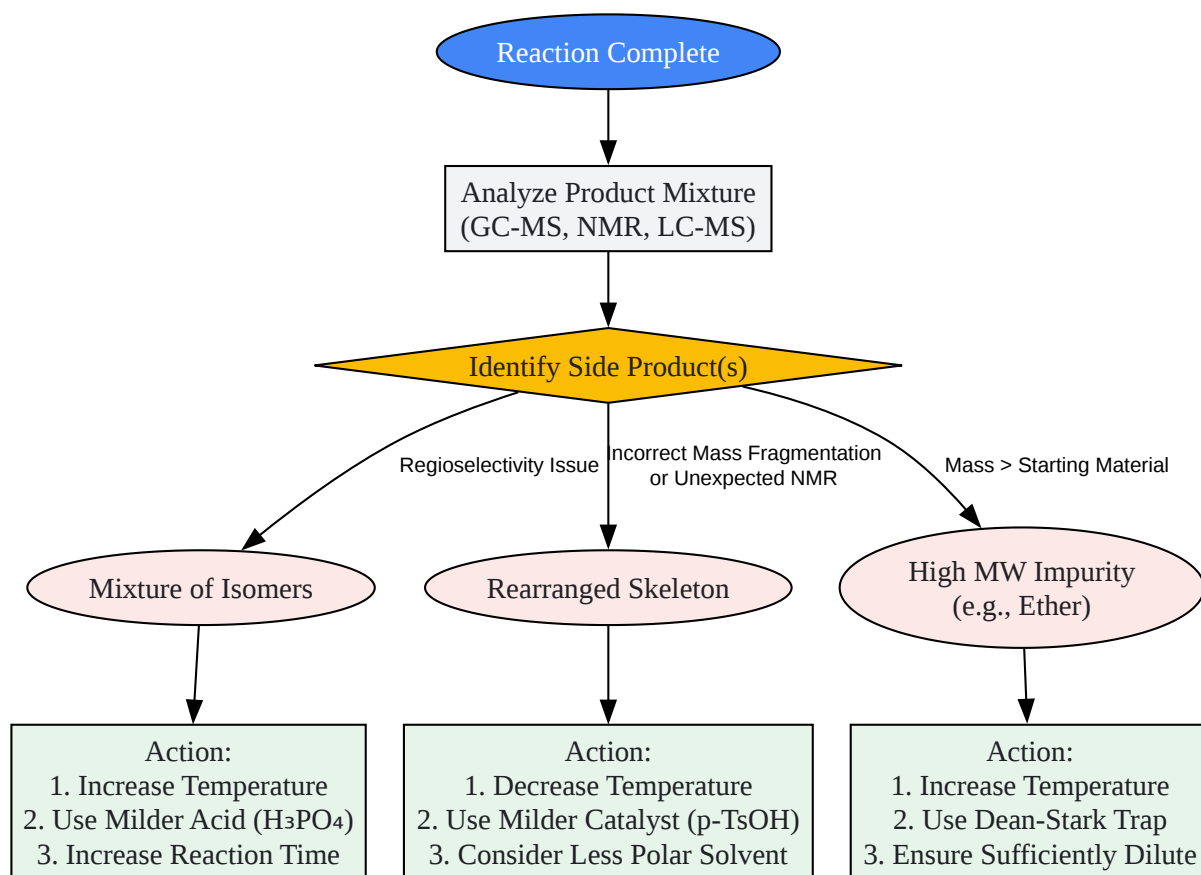 Reaction Complete
Analyze Product Mixture
(GC-MS, NMR, LC-MS)
Identify Side Product(s)
Regioselectivity Issue
Incorrect Mass Fragmentation
or Unexpected NMR
Mass > Starting Material
Mixture of Isomers
Rearranged Skeleton
High MW Impurity
(e.g., Ether)
Action:
1. Increase Temperature
2. Use Milder Acid (H₃PO₄)
3. Increase Reaction Time
Action:
1. Decrease Temperature
2. Use Milder Catalyst (p-TsOH)
3. Consider Less Polar Solvent
Action:
1. Increase Temperature
2. Use Dean-Stark Trap
3. Ensure Sufficiently Dilute